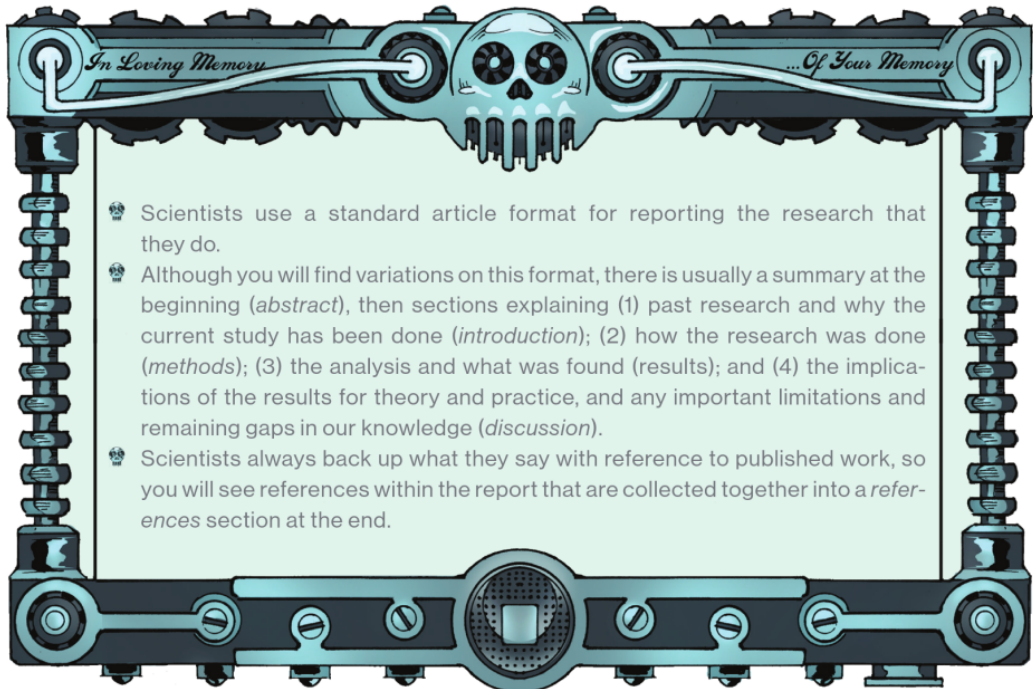 In Loving Memory
...Of Your Memory
Scientists use a standard article format for reporting the research that
they do.
Although you will find variations on this format, there is usually a summary at the
beginning (abstract), then sections explaining (1) past research and why the
current study has been done (introduction); (2) how the research was done
(methods); (3) the analysis and what was found (results); and (4) the implica-
tions of the results for theory and practice, and any important limitations and
remaining gaps in our knowledge (discussion).
Scientists always back up what they say with reference to published work, so
you will see references within the report that are collected together into a refer-
ences section at the end.